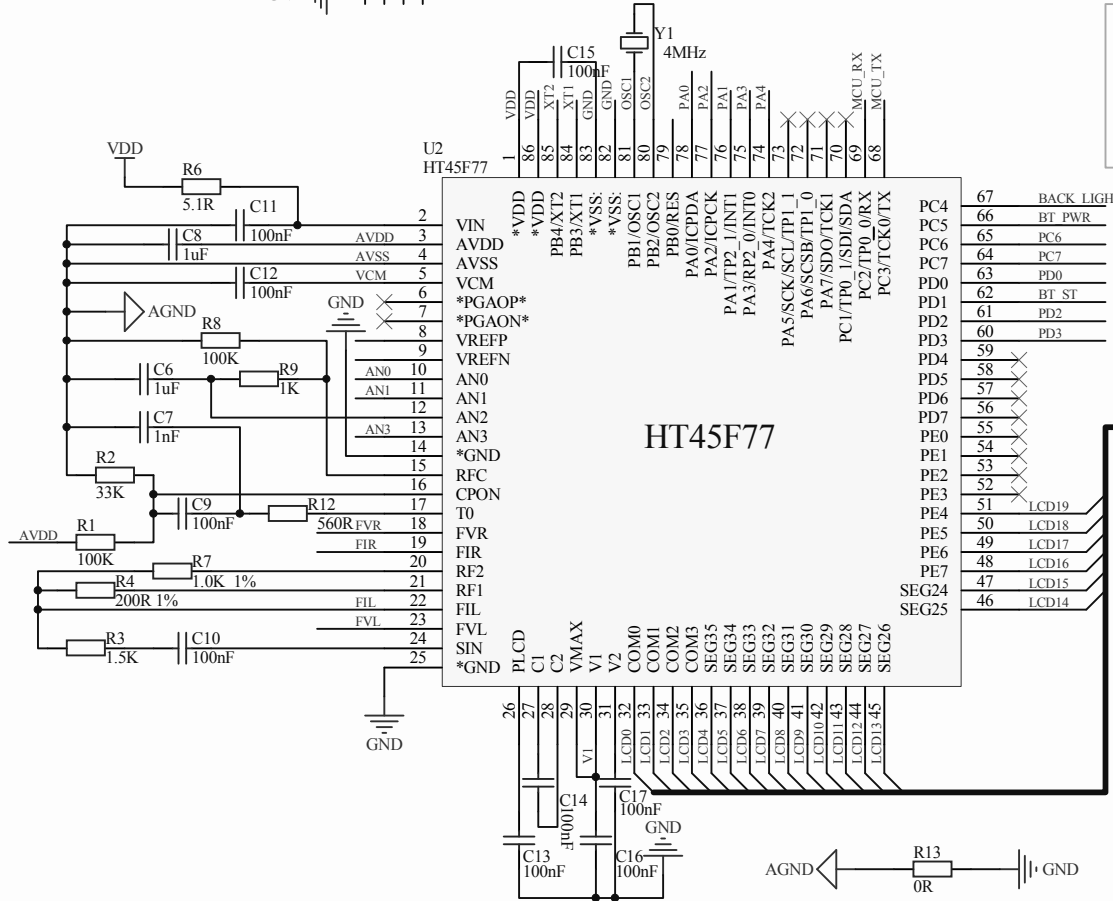 Y1
4MHz
C15
100nF
VDD
VDD
XT2
XT1
GND
GND
OSC1
OSC2
PA0
PA2
PA1
PA3
PA4
MCU_RX
MCU_TX
U2
HT45F77
1
86
85
84
83
82
81
80
79
78
77
76
75
74
73
72
71
70
69
68
*VDD
*VDD
PB4/XT2
PB3/XT1
*VSS:
*VSS:
PB1/OSC1
PB2/OSC2
PB0/RES
PA0/ICPDA
PA2/ICPCK
PA1/TP2_1/INT1
PA3/RP2_0/INT0
PA4/TCK2
PA5/SCK/SCL/TP1_1
PA6/SCSB/TP1_0
PA7/SDO/TCK1
PC1/TP0_1/SDI/SDA
PC2/TP0_0/RX
PC3/TCK0/TX
VDD
R6
5.1R
C11
100nF
2 VIN
C8
1uF
AVDD 3 AVDD
AVSS 4 AVSS
C12
100nF
VCM 5 VCM
AGND
GND
6 *PGAOP*
7 *PGAON*
R8
100K
8 VREFP
9 VREFN
C6
1uF
R9
1K
AN0 10 AN0
AN1 11 AN1
12 AN2
C7
1nF
AN3 13 AN3
14 *GND
R2
33K
15 RFC
16 CPON
C9
100nF
R12
560R
17 T0
AVDD
R1
100K
FVR 18 FVR
FIR 19 FIR
R7
1.0K 1%
20 RF2
R4
200R 1%
21 RF1
FIL 22 FIL
FVL 23 FVL
R3
1.5K
C10
100nF
24 SIN
25 *GND
GND
HT45F77
PC4 67 BACK_LIGH
PC5 66 BT_PWR
PC6 65 PC6
PC7 64 PC7
PD0 63 PD0
PD1 62 BT_ST
PD2 61 PD2
PD3 60 PD3
PD4 59
PD5 58
PD6 57
PD7 56
PE0 55
PE1 54
PE2 53
PE3 52
PE4 51 LCD19
PE5 50 LCD18
PE6 49 LCD17
PE7 48 LCD16
SEG24 47 LCD15
SEG25 46 LCD14
PLCD
C1
C2
VMAX
V1
V2
COM0
COM1
COM2
COM3
SEG35
SEG34
SEG33
SEG32
SEG31
SEG30
SEG29
SEG28
SEG27
SEG26
26
27
28
29
30
31
32
33
34
35
36
37
38
39
40
41
42
43
44
45
V1
LCD0
LCD1
LCD2
LCD3
LCD4
LCD5
LCD6
LCD7
LCD8
LCD9
LCD10
LCD11
LCD12
LCD13
C14
100nF
C17
100nF
C13
100nF
C16
100nF
GND
AGND
R13
0R
GND